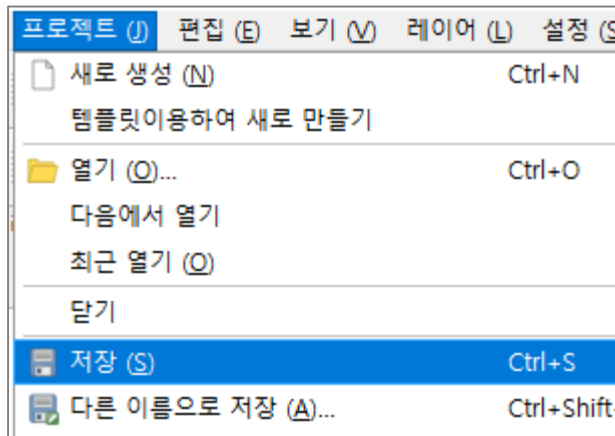 프로젝트 (J) 편집 (E) 보기 (V) 레이어 (L) 설정 (S
새로 생성 (N) Ctrl+N
템플릿이용하여 새로 만들기
열기 (O)... Ctrl+O
다음에서 열기
최근 열기 (O)
닫기
저장 (S) Ctrl+S
다른 이름으로 저장 (A)... Ctrl+Shift+